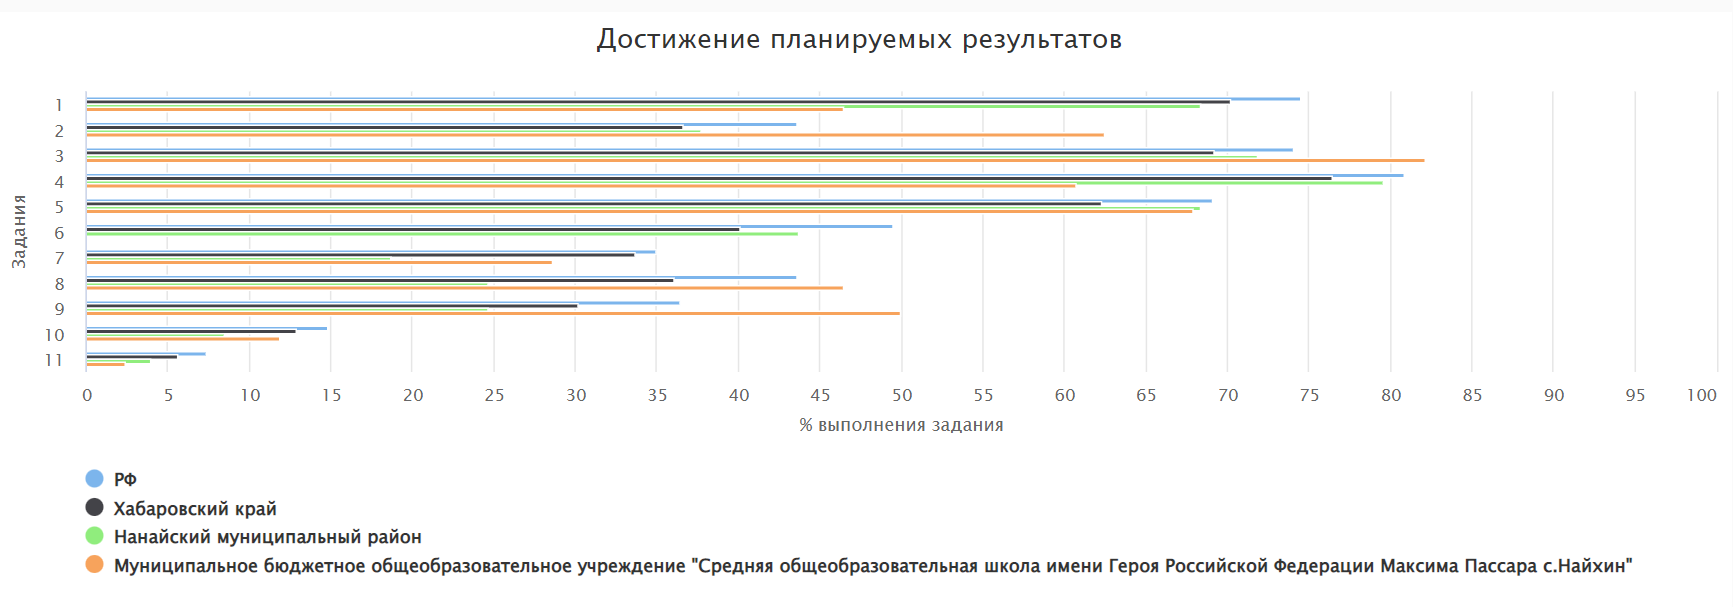 Достижение планируемых результатов
Задания
1
2
3
4
5
6
7
8
9
10
11
0 5 10 15 20 25 30 35 40 45 50 55 60 65 70 75 80 85 90 95 100
% выполнения задания
РФ
Хабаровский край
Нанайский муниципальный район
Муниципальное бюджетное общеобразовательное учреждение "Средняя общеобразовательная школа имени Героя Российской Федерации Максима Пассара с.Найхин"